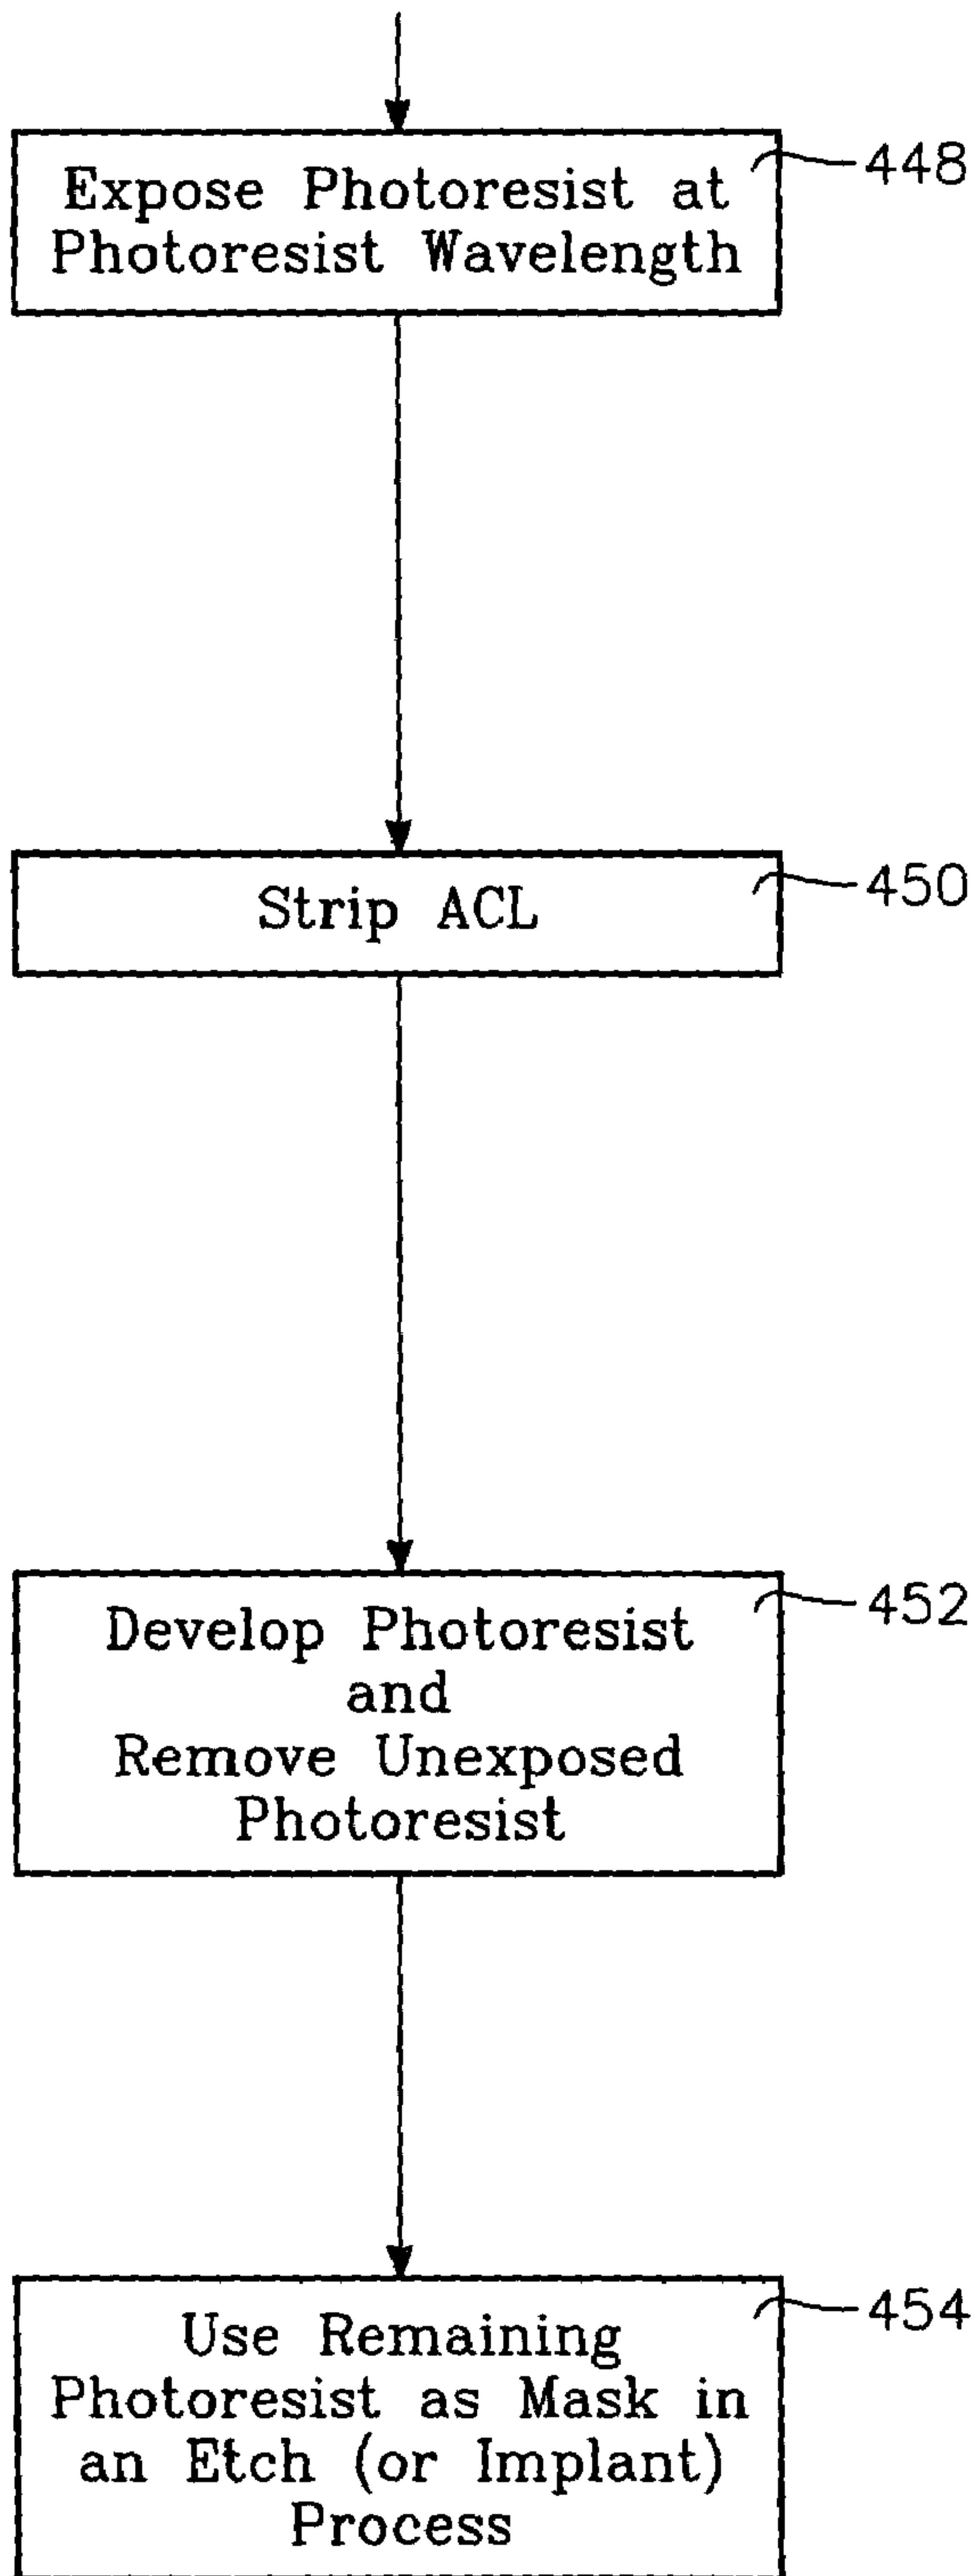 448
Expose Photoresist at
Photoresist Wavelength
450
Strip ACL
452
Develop Photoresist
and
Remove Unexposed
Photoresist
454
Use Remaining
Photoresist as Mask in
an Etch (or Implant)
Process